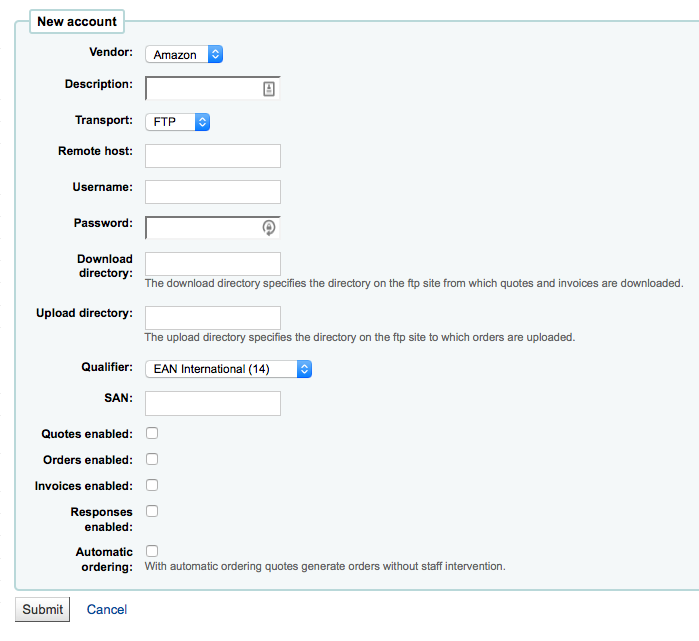 New account
Vendor: Amazon
Description:
Transport: FTP
Remote host:
Username:
Password:
Download
directory:
The download directory specifies the directory on the ftp site from which quotes and invoices are downloaded.
Upload directory:
The upload directory specifies the directory on the ftp site to which orders are uploaded.
Qualifier: EAN International (14)
SAN:
Quotes enabled:
Orders enabled:
Invoices enabled:
Responses
enabled:
Automatic
ordering:
With automatic ordering quotes generate orders without staff intervention.
Submit Cancel